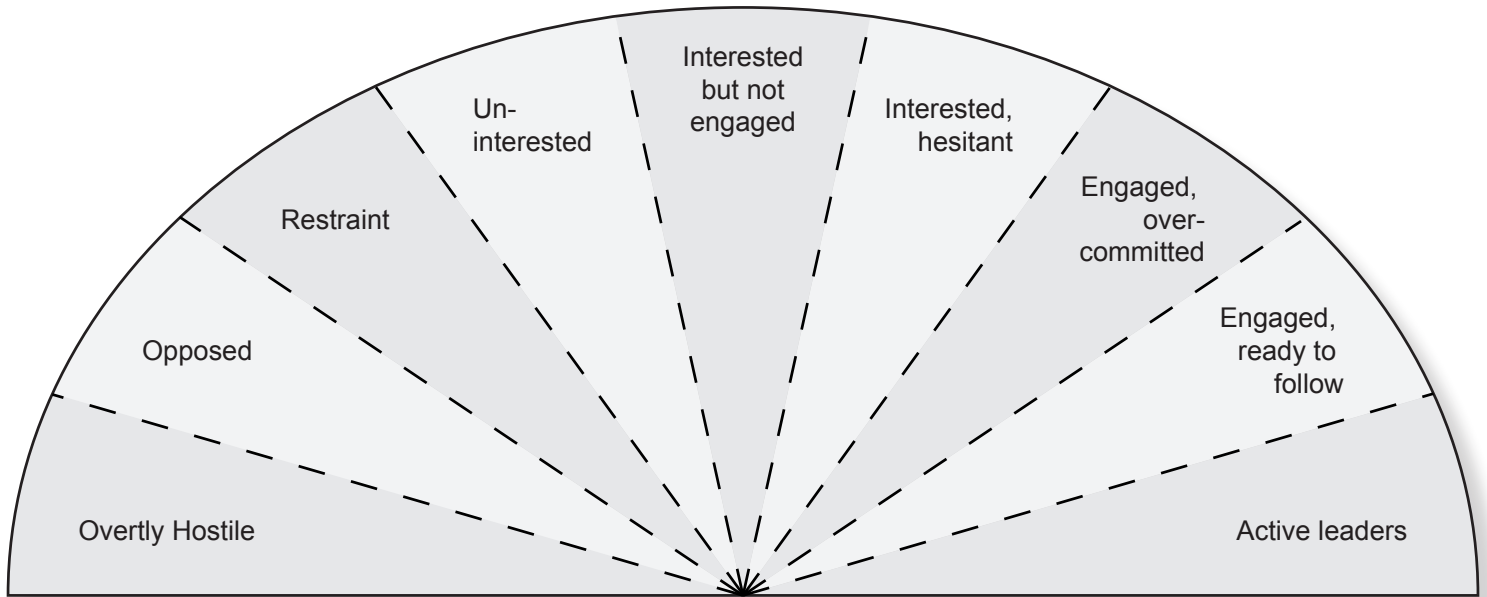 Overtly Hostile
Opposed
Restraint
Un-
interested
Interested
but not
engaged
Interested,
hesitant
Engaged,
over-
committed
Engaged,
ready to
follow
Active leaders